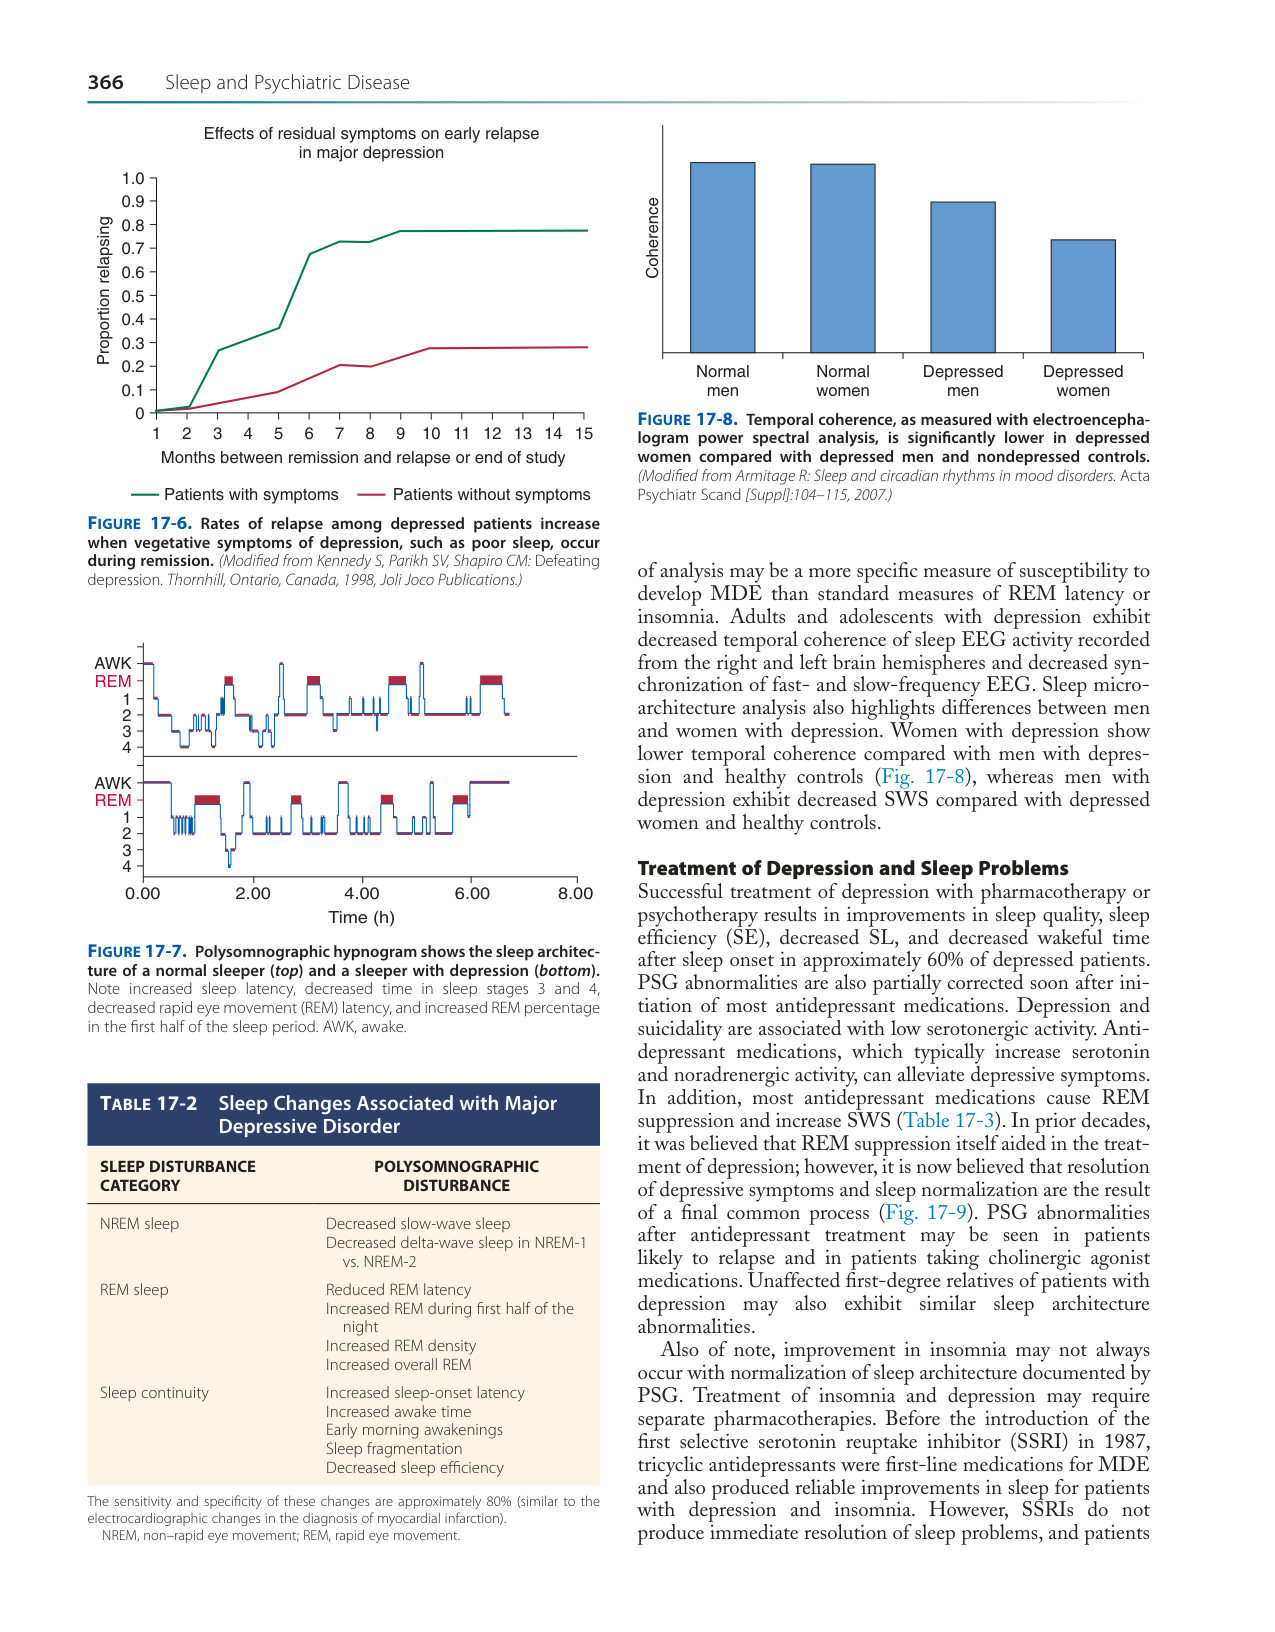 366 Sleep and Psychiatric Disease
Effects of residual symptoms on early relapse
in major depression
Proportion relapsing
1.0
0.9
0.8
0.7
0.6
0.5
0.4
0.3
0.2
0.1
0
1 2 3 4 5 6 7 8 9 10 11 12 13 14 15
Months between remission and relapse or end of study
Patients with symptoms Patients without symptoms
FIGURE 17-6. Rates of relapse among depressed patients increase
when vegetative symptoms of depression, such as poor sleep, occur
during remission. (Modified from Kennedy S, Parikh SV, Shapiro CM: Defeating
depression. Thornhill, Ontario, Canada, 1998, Joli Joco Publications.)
AWK
REM
1
2
3
4
AWK
REM
1
2
3
4
0.00 2.00 4.00 6.00 8.00
Time (h)
FIGURE 17-7. Polysomnographic hypnogram shows the sleep architec-
ture of a normal sleeper (top) and a sleeper with depression (bottom).
Note increased sleep latency, decreased time in sleep stages 3 and 4,
decreased rapid eye movement (REM) latency, and increased REM percentage
in the first half of the sleep period. AWK, awake.
TABLE 17-2 Sleep Changes Associated with Major
Depressive Disorder
SLEEP DISTURBANCE POLYSOMNOGRAPHIC
CATEGORY DISTURBANCE
NREM sleep Decreased slow-wave sleep
Decreased delta-wave sleep in NREM-1
vs. NREM-2
REM sleep Reduced REM latency
Increased REM during first half of the
night
Increased REM density
Increased overall REM
Sleep continuity Increased sleep-onset latency
Increased awake time
Early morning awakenings
Sleep fragmentation
Decreased sleep efficiency
The sensitivity and specificity of these changes are approximately 80% (similar to the
electrocardiographic changes in the diagnosis of myocardial infarction).
NREM, non–rapid eye movement; REM, rapid eye movement.
Coherence
Normal Normal Depressed Depressed
men women men women
FIGURE 17-8. Temporal coherence, as measured with electroencepha-
logram power spectral analysis, is significantly lower in depressed
women compared with depressed men and nondepressed controls.
(Modified from Armitage R: Sleep and circadian rhythms in mood disorders. Acta
Psychiatr Scand [Suppl]:104–115, 2007.)
of analysis may be a more specific measure of susceptibility to
develop MDE than standard measures of REM latency or
insomnia. Adults and adolescents with depression exhibit
decreased temporal coherence of sleep EEG activity recorded
from the right and left brain hemispheres and decreased syn-
chronization of fast- and slow-frequency EEG. Sleep micro-
architecture analysis also highlights differences between men
and women with depression. Women with depression show
lower temporal coherence compared with men with depres-
sion and healthy controls (Fig. 17-8), whereas men with
depression exhibit decreased SWS compared with depressed
women and healthy controls.
Treatment of Depression and Sleep Problems
Successful treatment of depression with pharmacotherapy or
psychotherapy results in improvements in sleep quality, sleep
efficiency (SE), decreased SL, and decreased wakeful time
after sleep onset in approximately 60% of depressed patients.
PSG abnormalities are also partially corrected soon after ini-
tiation of most antidepressant medications. Depression and
suicidality are associated with low serotonergic activity. Anti-
depressant medications, which typically increase serotonin
and noradrenergic activity, can alleviate depressive symptoms.
In addition, most antidepressant medications cause REM
suppression and increase SWS (Table 17-3). In prior decades,
it was believed that REM suppression itself aided in the treat-
ment of depression; however, it is now believed that resolution
of depressive symptoms and sleep normalization are the result
of a final common process (Fig. 17-9). PSG abnormalities
after antidepressant treatment may be seen in patients
likely to relapse and in patients taking cholinergic agonist
medications. Unaffected first-degree relatives of patients with
depression may also exhibit similar sleep architecture
abnormalities.
Also of note, improvement in insomnia may not always
occur with normalization of sleep architecture documented by
PSG. Treatment of insomnia and depression may require
separate pharmacotherapies. Before the introduction of the
first selective serotonin reuptake inhibitor (SSRI) in 1987,
tricyclic antidepressants were first-line medications for MDE
and also produced reliable improvements in sleep for patients
with depression and insomnia. However, SSRIs do not
produce immediate resolution of sleep problems, and patients